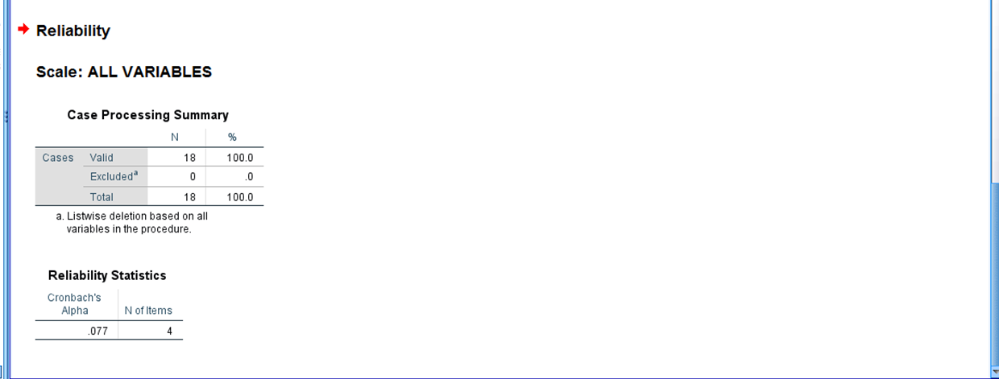 Reliability
Scale: ALL VARIABLES
Case Processing Summary
N %
Cases Valid 18 100.0
Excludedᵃ 0 .0
Total 18 100.0
a. Listwise deletion based on all
variables in the procedure.
Reliability Statistics
Cronbach's
Alpha N of Items
.077 4